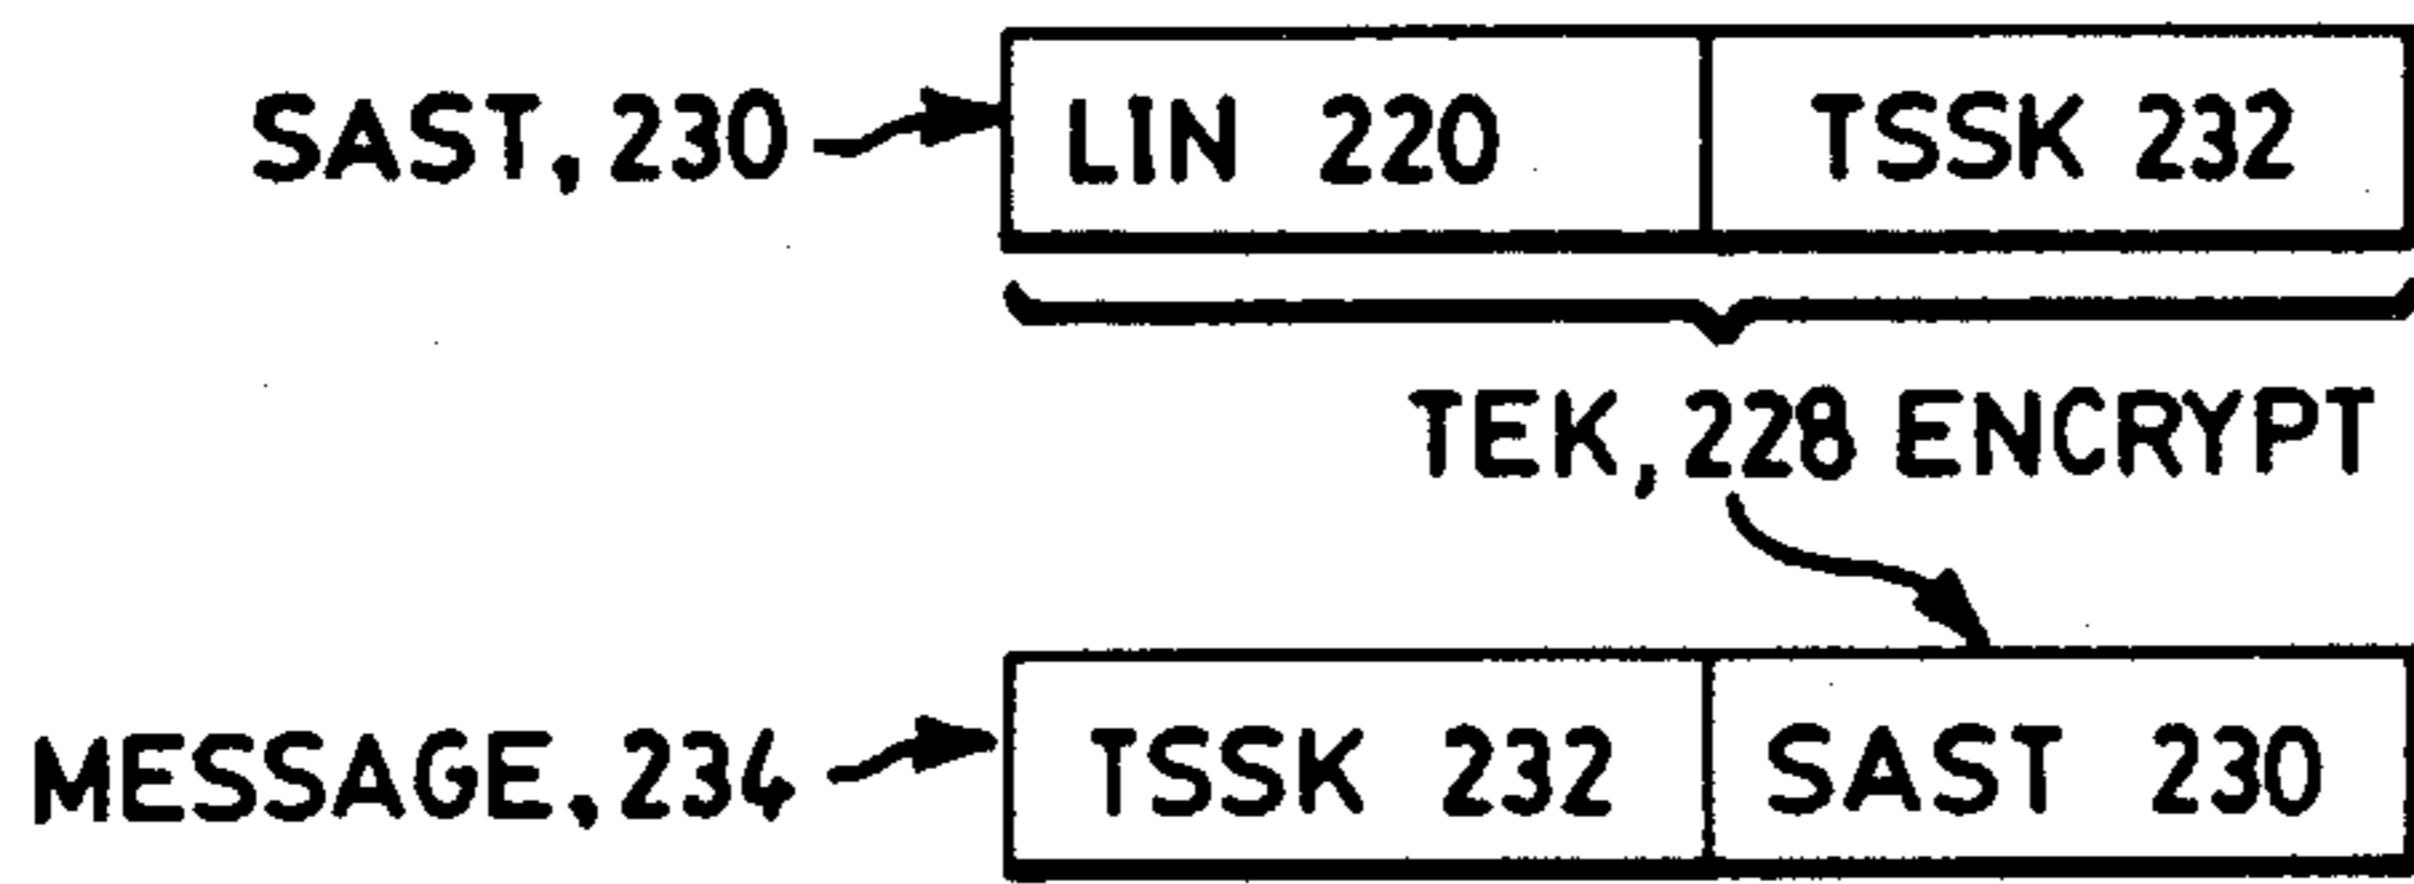 SAST, 230 LIN 220 TSSK 232
TEK, 228 ENCRYPT
MESSAGE, 234 TSSK 232 SAST 230